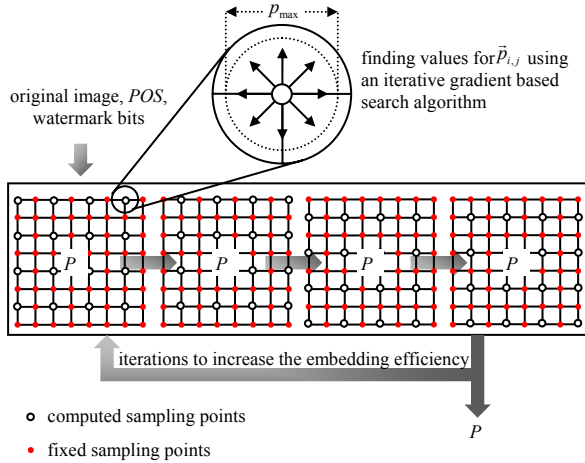 p_max
finding values for p⃗_i,j using
an iterative gradient based
search algorithm
original image, POS,
watermark bits
P P P P
iterations to increase the embedding efficiency
computed sampling points
P
fixed sampling points